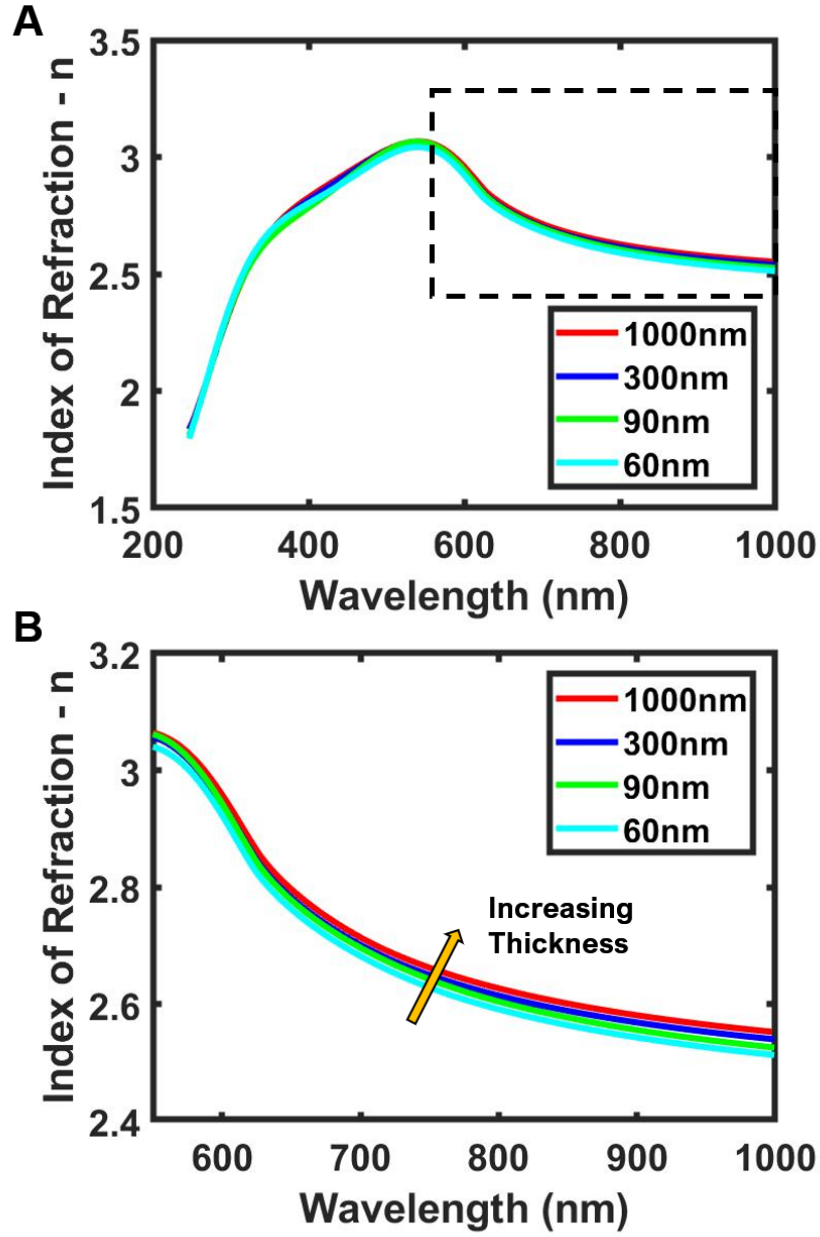 A
Index of Refraction - n
3.5
3
2.5
2
1.5
200 400 600 800 1000
Wavelength (nm)
1000nm
300nm
90nm
60nm
B
Index of Refraction - n
3.2
3
2.8
2.6
2.4
600 700 800 900 1000
Wavelength (nm)
1000nm
300nm
90nm
60nm
Increasing
Thickness